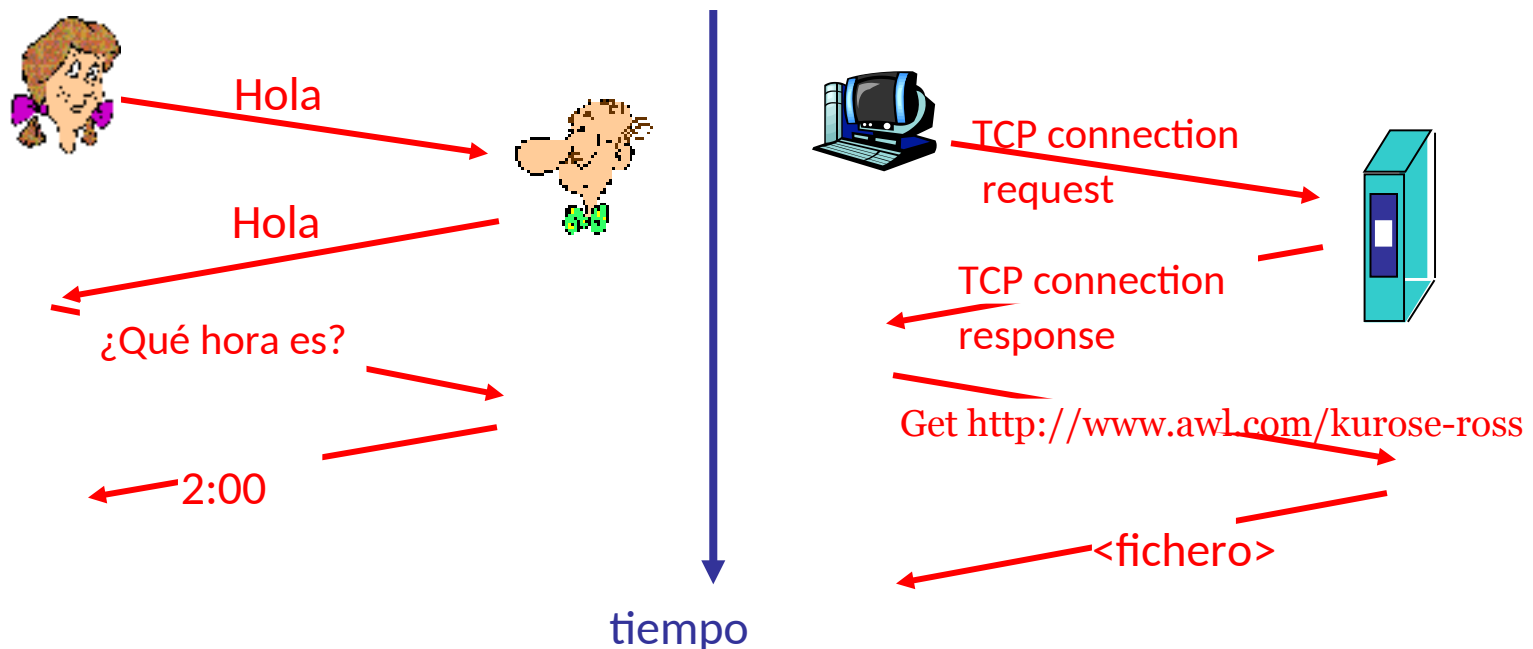 Hola
Hola
¿Qué hora es?
2:00
TCP connection
request
TCP connection
response
Get http://www.awl.com/kurose-ross
<fichero>
tiempo